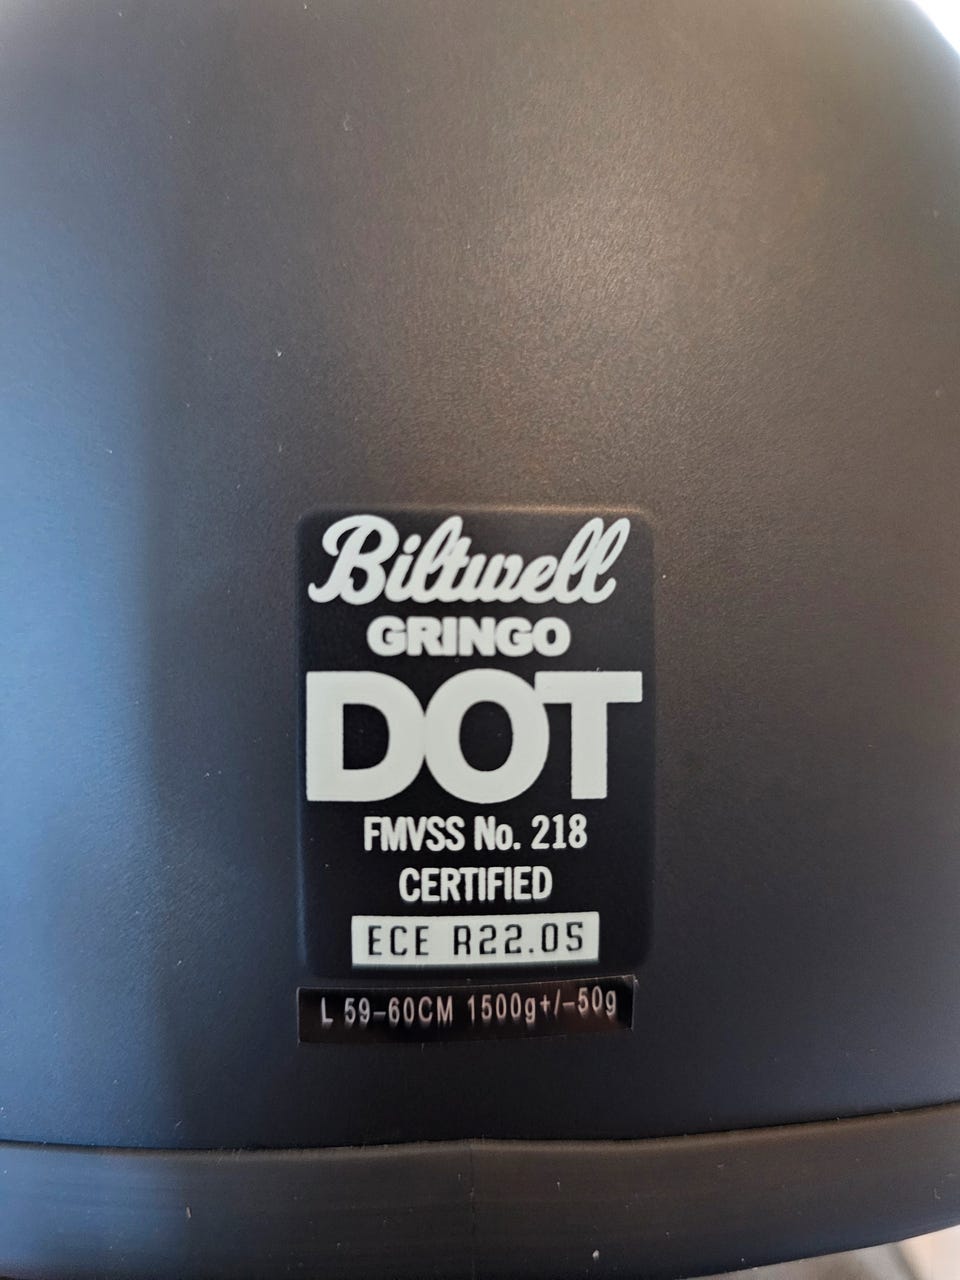 Biltwell
GRINGO
DOT
FMVSS No. 218
CERTIFIED
ECE R22.05
L 59-60CM 1500g+/-50g